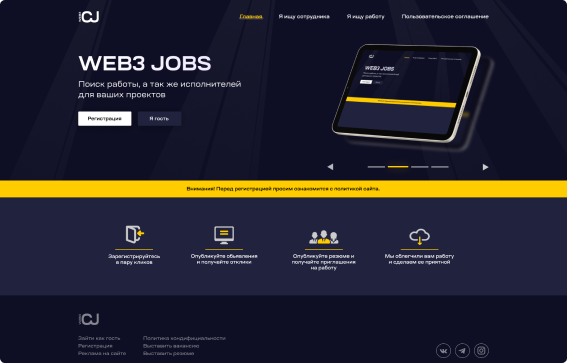 CJ
Главная
Я ищу сотрудника
Я ищу работу
Пользовательское соглашение
WEB3 JOBS
Поиск работы, а так же исполнителей
для ваших проектов
Регистрация
Я гость
WEB3 JOBS
Внимание! Перед регистрацией просим ознакомится с политикой сайта.
Зарегистрируйтесь
в пару кликов
Опубликуйте объявления
и получайте отклики
Опубликуйте резюме и
получайте приглашения
на работу
Мы облегчили вам работу
и сделаем ее приятной
CJ
Зайти как гость
Регистрация
Реклама на сайте
Политика конфидициальности
Выставить вакансию
Выставить резюме